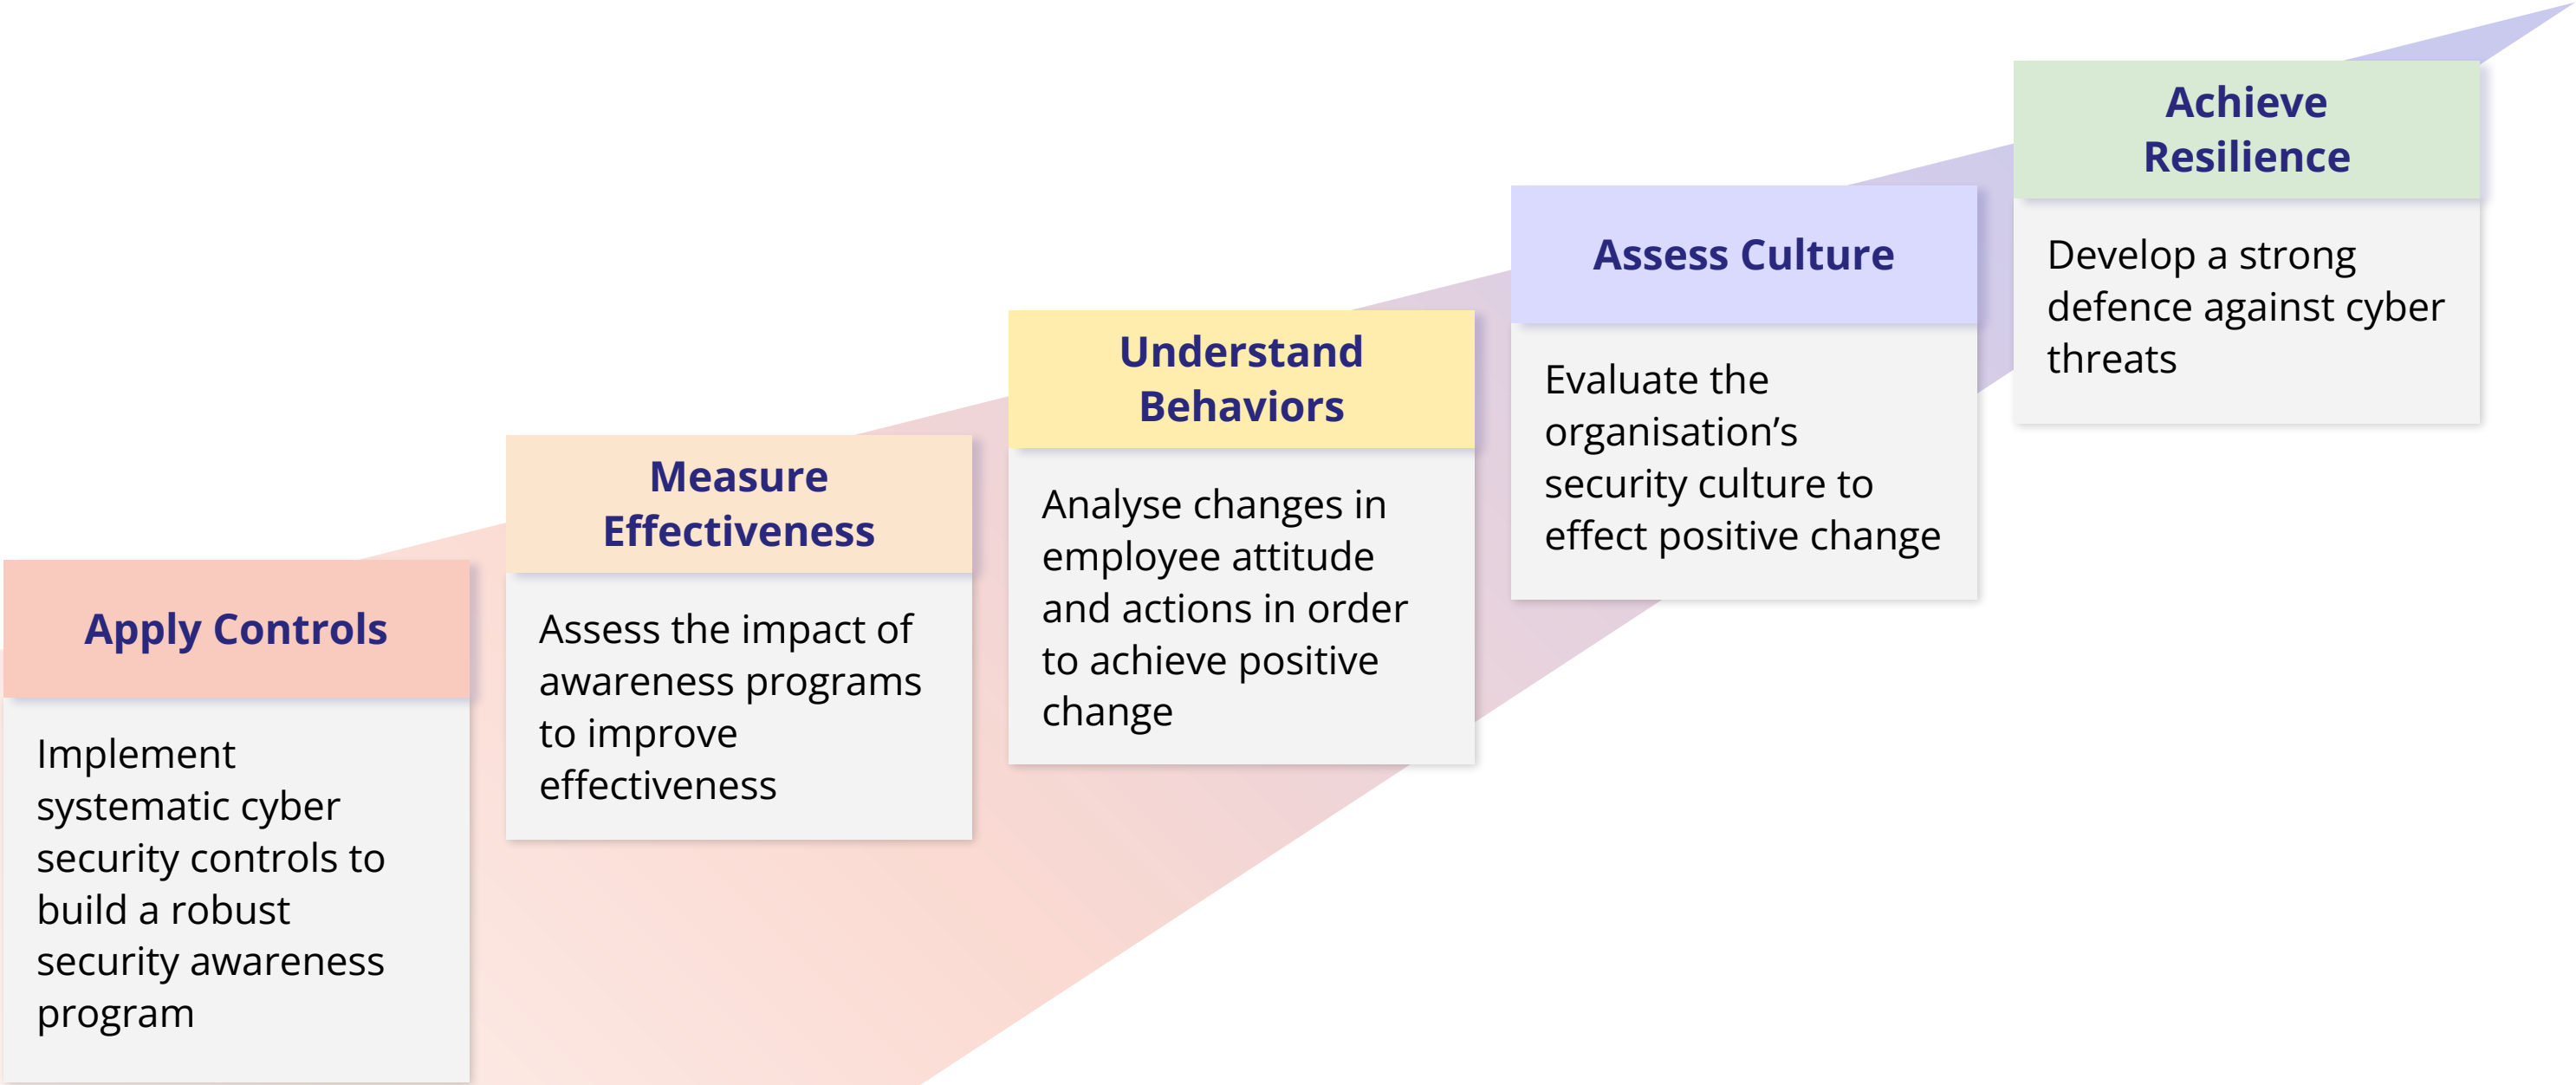 Apply Controls
Implement
systematic cyber
security controls to
build a robust
security awareness
program
Measure
Effectiveness
Assess the impact of
awareness programs
to improve
effectiveness
Understand
Behaviors
Analyse changes in
employee attitude
and actions in order
to achieve positive
change
Assess Culture
Evaluate the
organisation’s
security culture to
effect positive change
Achieve
Resilience
Develop a strong
defence against cyber
threats